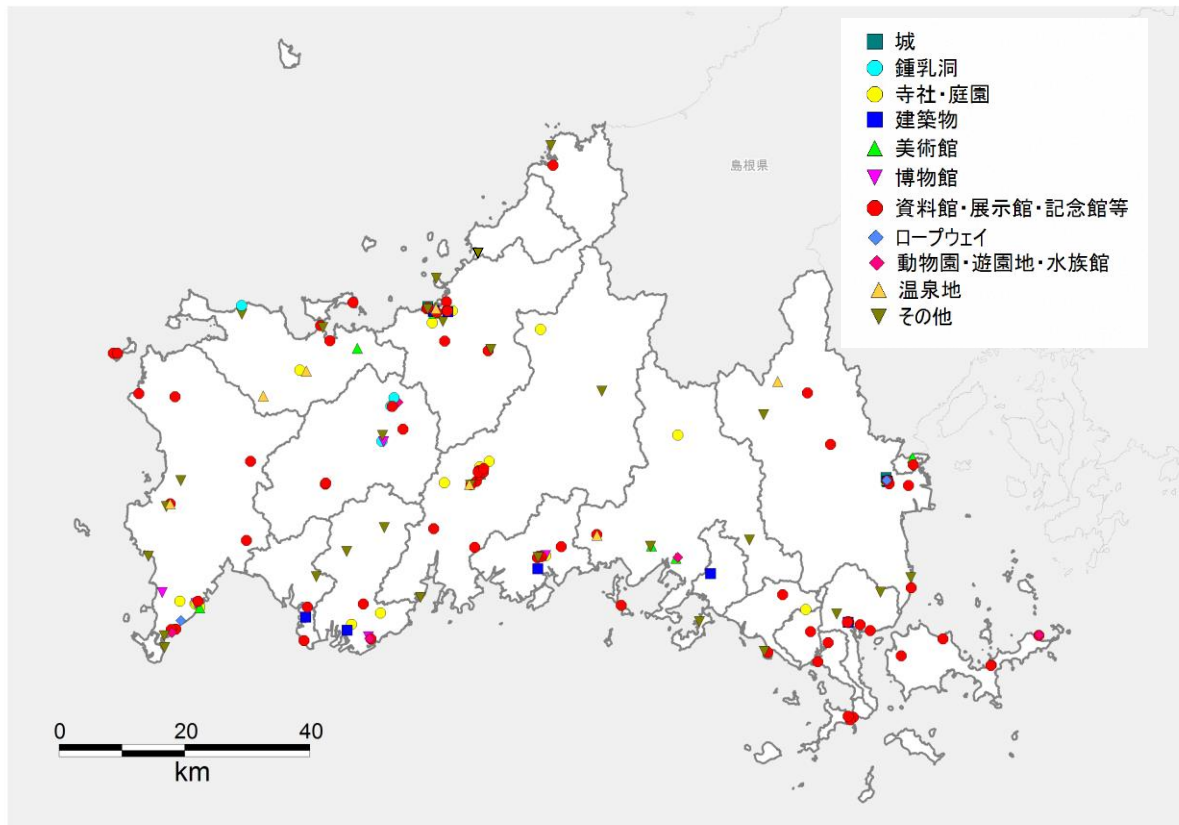 城
鍾乳洞
寺社・庭園
建築物
美術館
島根県
博物館
資料館・展示館・記念館等
ロープウェイ
動物園・遊園地・水族館
温泉地
その他
0 20 40
km